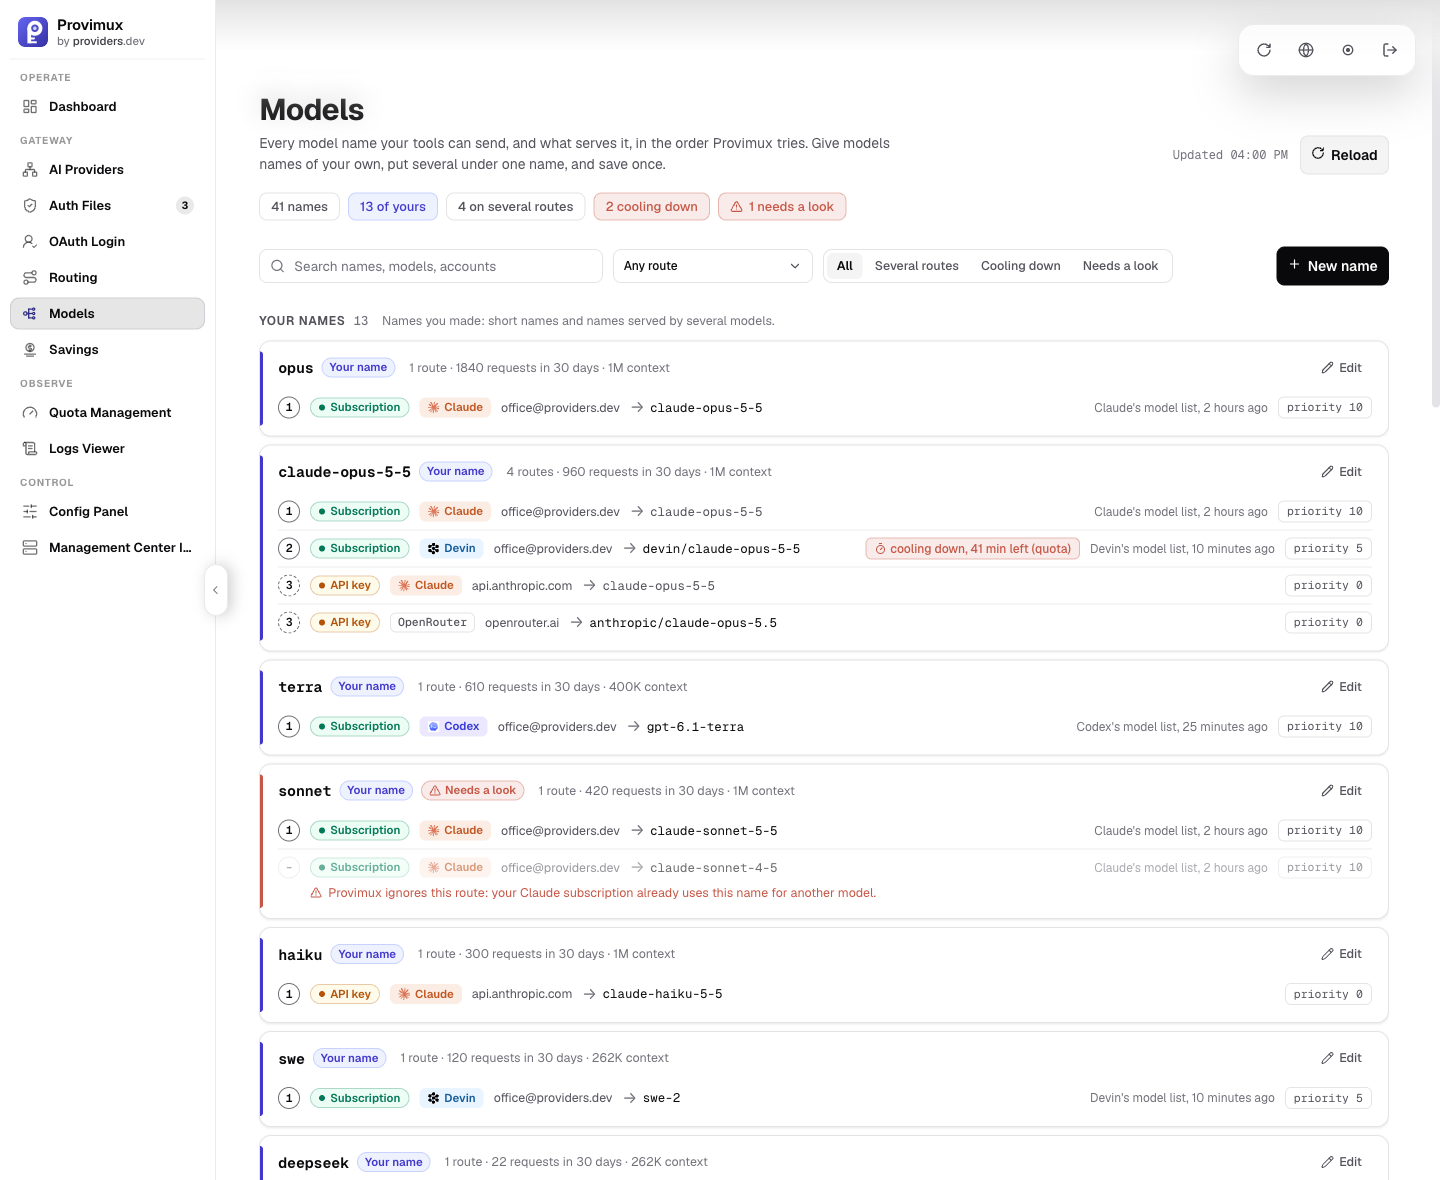 Provimux
by providers.dev
OPERATE
Dashboard
GATEWAY
AI Providers
Auth Files 3
OAuth Login
Routing
Models
Savings
OBSERVE
Quota Management
Logs Viewer
CONTROL
Config Panel
Management Center I...
Models
Every model name your tools can send, and what serves it, in the order Provimux tries. Give models
names of your own, put several under one name, and save once.
Updated 04:00 PM
Reload
41 names
13 of yours
4 on several routes
2 cooling down
1 needs a look
Search names, models, accounts
Any route
All
Several routes
Cooling down
Needs a look
+ New name
YOUR NAMES 13 Names you made: short names and names served by several models.
opus Your name 1 route · 1840 requests in 30 days · 1M context Edit
1 Subscription Claude office@providers.dev → claude-opus-5-5 Claude's model list, 2 hours ago priority 10
claude-opus-5-5 Your name 4 routes · 960 requests in 30 days · 1M context Edit
1 Subscription Claude office@providers.dev → claude-opus-5-5 Claude's model list, 2 hours ago priority 10
2 Subscription Devin office@providers.dev → devin/claude-opus-5-5 cooling down, 41 min left (quota) Devin's model list, 10 minutes ago priority 5
3 API key Claude api.anthropic.com → claude-opus-5-5 priority 0
3 API key OpenRouter openrouter.ai → anthropic/claude-opus-5.5 priority 0
terra Your name 1 route · 610 requests in 30 days · 400K context Edit
1 Subscription Codex office@providers.dev → gpt-6.1-terra Codex's model list, 25 minutes ago priority 10
sonnet Your name Needs a look 1 route · 420 requests in 30 days · 1M context Edit
1 Subscription Claude office@providers.dev → claude-sonnet-5-5 Claude's model list, 2 hours ago priority 10
– Subscription Claude office@providers.dev → claude-sonnet-4-5 Claude's model list, 2 hours ago priority 10
Provimux ignores this route: your Claude subscription already uses this name for another model.
haiku Your name 1 route · 300 requests in 30 days · 1M context Edit
1 API key Claude api.anthropic.com → claude-haiku-5-5 priority 0
swe Your name 1 route · 120 requests in 30 days · 262K context Edit
1 Subscription Devin office@providers.dev → swe-2 Devin's model list, 10 minutes ago priority 5
deepseek Your name 1 route · 22 requests in 30 days · 262K context Edit